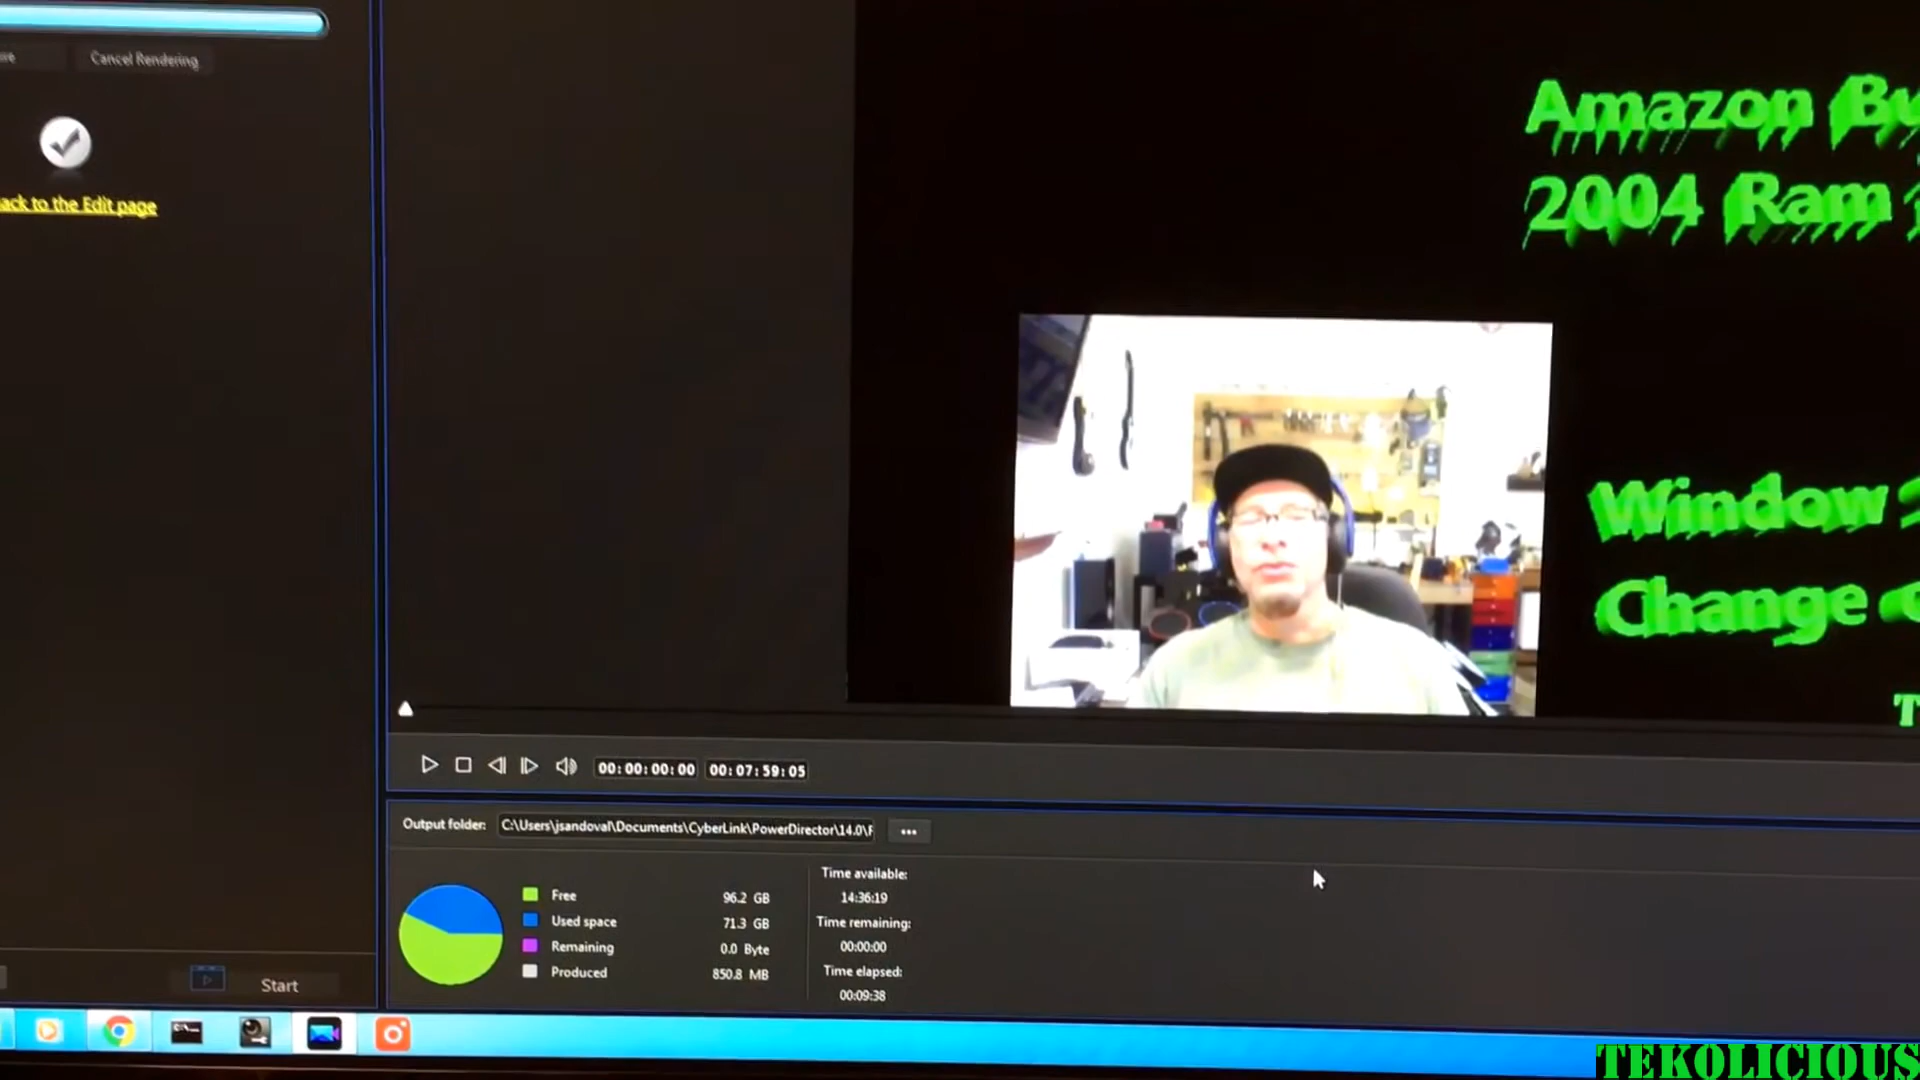 Cancel Rendering
ack to the Edit page
Amazon Bu
2004 Ram
Window
Change
T
00:00:00:00 00:07:59:05
Output folder: C:\Users\jsandoval\Documents\CyberLink\PowerDirector\14.0\
Free 96.2 GB
Used space 71.3 GB
Remaining 0.0 Byte
Produced 850.8 MB
Time available:
14:36:19
Time remaining:
00:00:00
Time elapsed:
00:09:38
Start
TEKOLICIOUS